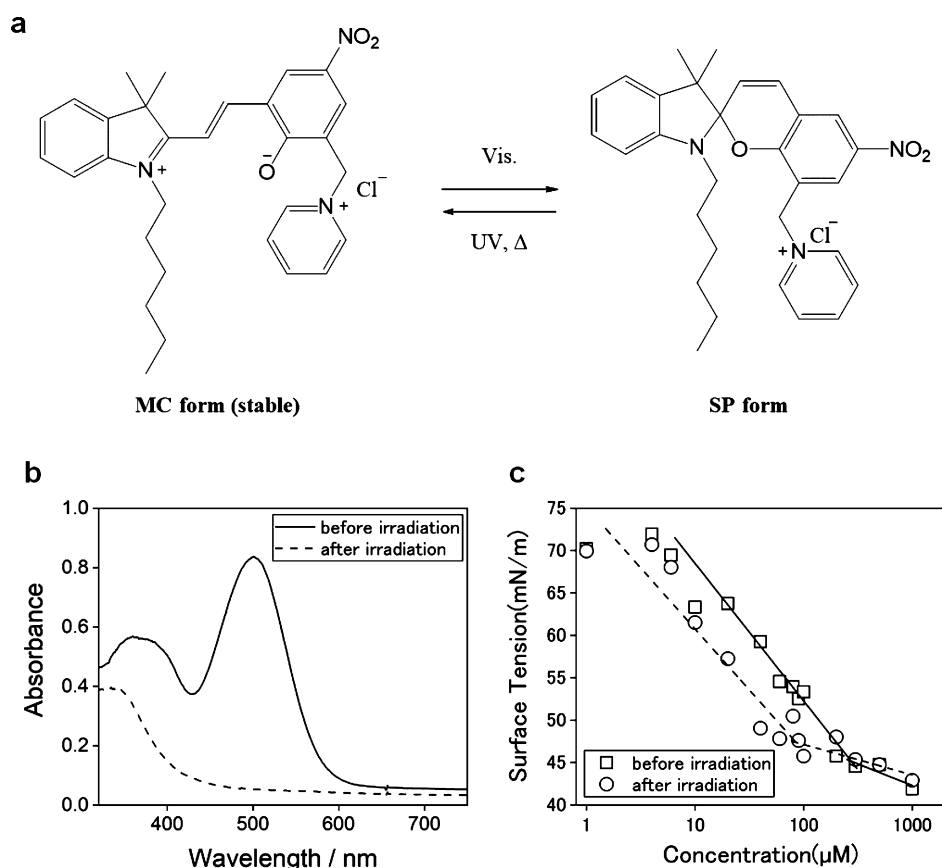 a
NO₂
N
+
O
−
Cl⁻
N
+
MC form (stable)
Vis.
UV, Δ
N
O
NO₂
Cl⁻
+
N
SP form
b
before irradiation
after irradiation
Absorbance
1.0
0.8
0.6
0.4
0.2
0.0
400
500
600
700
Wavelength / nm
c
Surface Tension(mN/m)
75
70
65
60
55
50
45
40
before irradiation
after irradiation
1
10
100
1000
Concentration(μM)